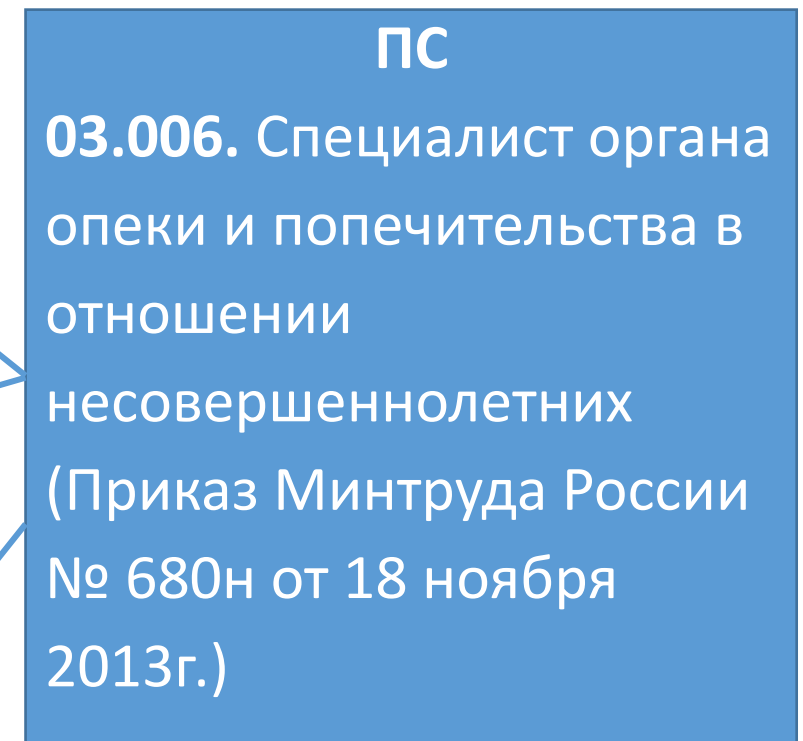 ПС
03.006. Специалист органа
опеки и попечительства в
отношении
несовершеннолетних
(Приказ Минтруда России
№ 680н от 18 ноября
2013г.)